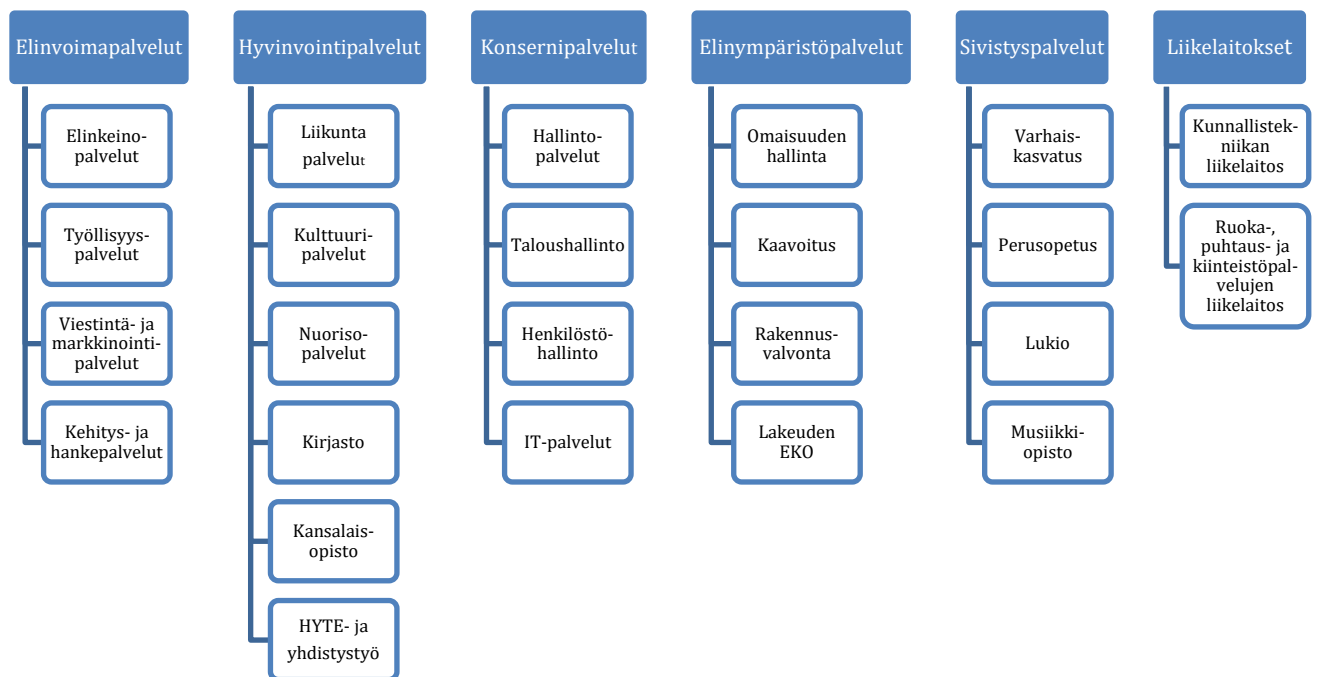 Elinvoimapalvelut
Elinkeino-
palvelut
Työllisyys-
palvelut
Viestintä- ja
markkinointi-
palvelut
Kehitys- ja
hankepalvelut
Hyvinvointipalvelut
Liikunta
palvelut
Kulttuuri-
palvelut
Nuoriso-
palvelut
Kirjasto
Kansalais-
opisto
HYTE- ja
yhdistystyö
Konsernipalvelut
Hallinto-
palvelut
Taloushallinto
Henkilöstö-
hallinto
IT-palvelut
Elinympäristöpalvelut
Omaisuuden
hallinta
Kaavoitus
Rakennus-
valvonta
Lakeuden
EKO
Sivistyspalvelut
Varhais-
kasvatus
Perusopetus
Lukio
Musiikki-
opisto
Liikelaitokset
Kunnallistek-
niikan
liikelaitos
Ruoka-,
puhtaus- ja
kiinteistöpal-
velujen
liikelaitos